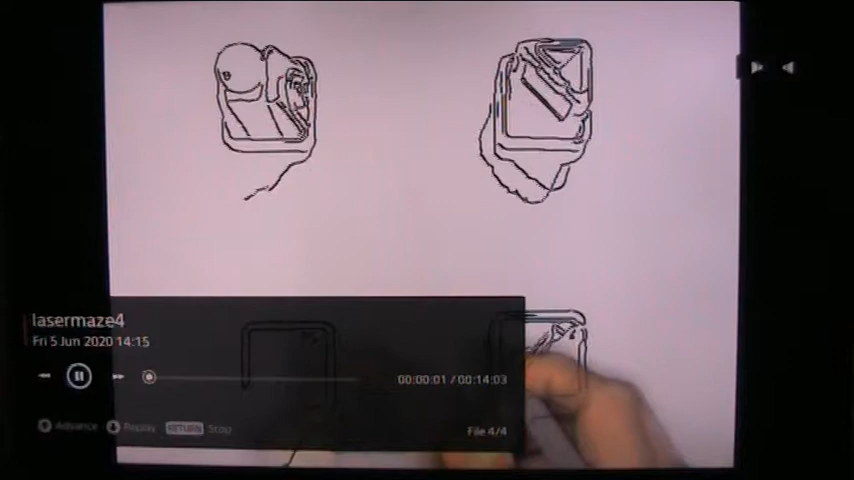 lasermaze4
Fri 5 Jun 2020 14:15
00:00:01 / 00:14:03
Advance Replay RETURN Stop
File 4/4